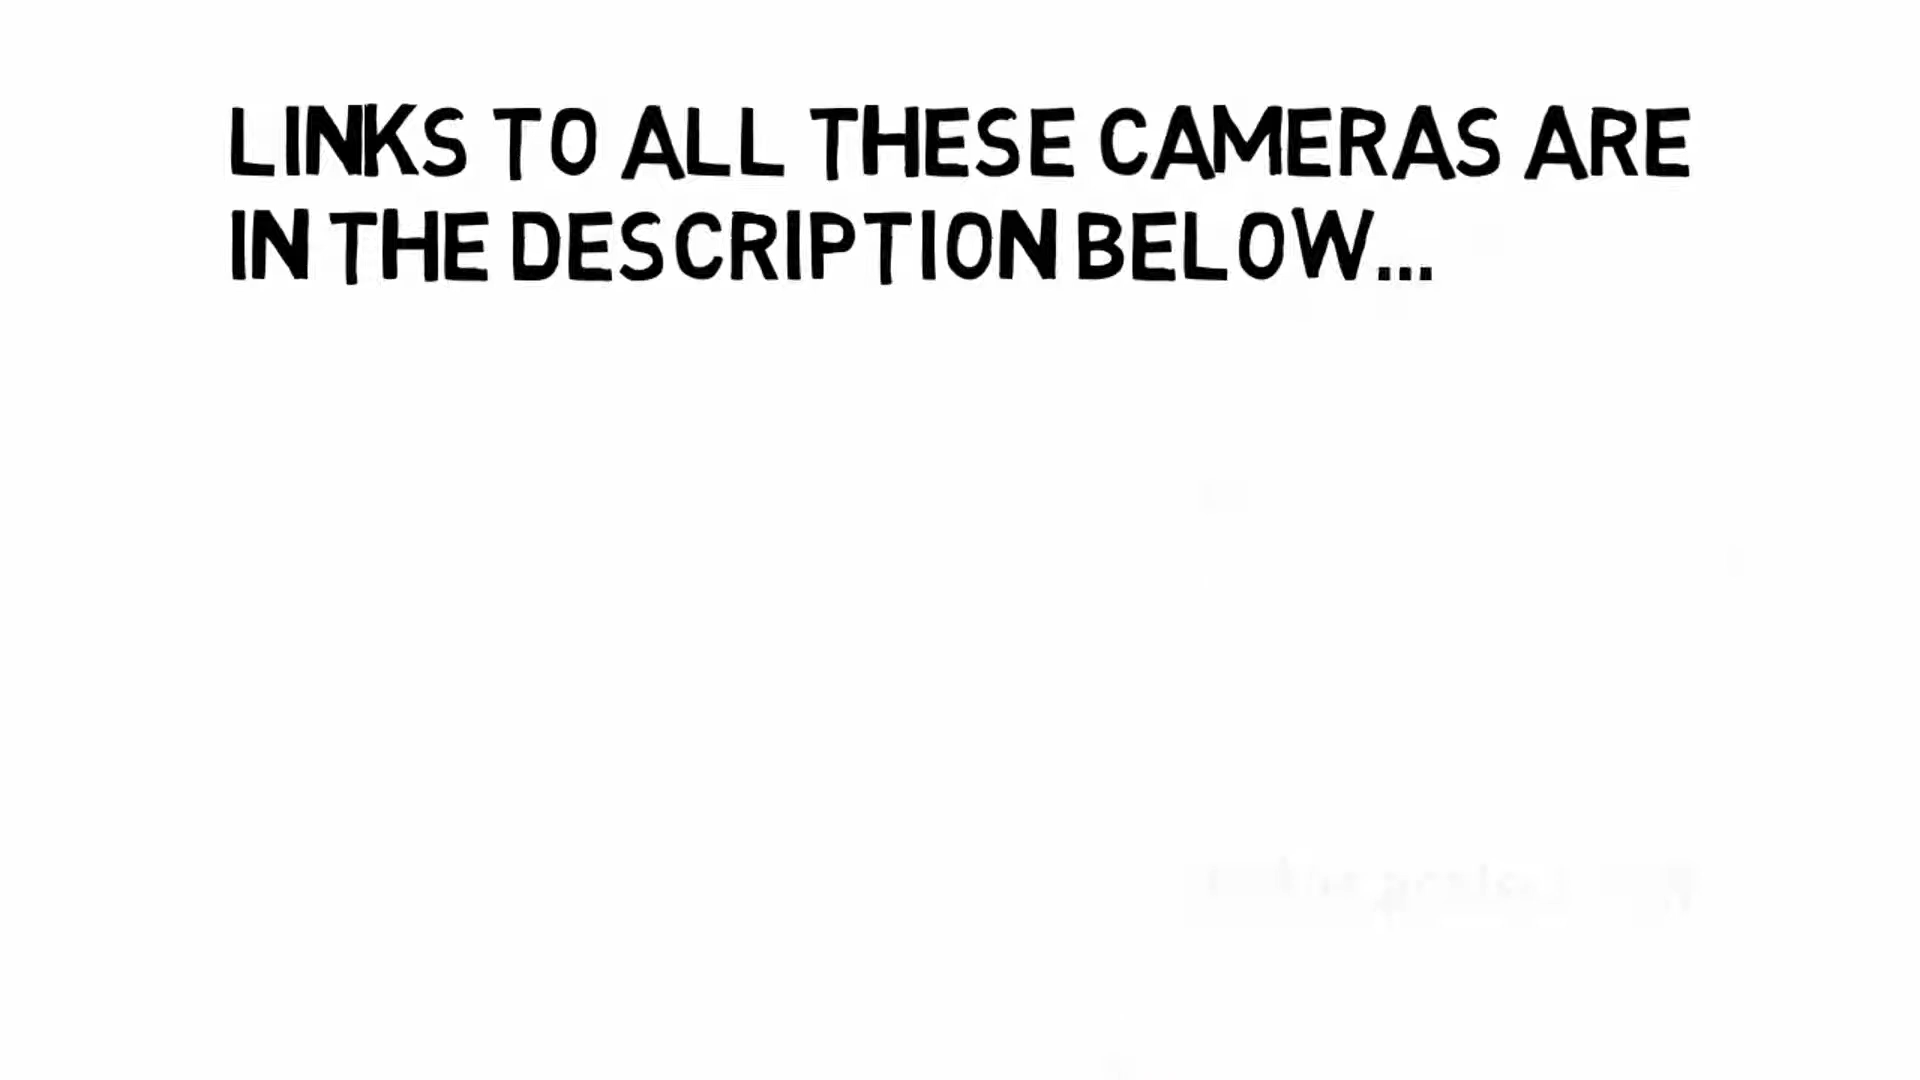 LINKS TO ALL THESE CAMERAS ARE
IN THE DESCRIPTION BELOW...